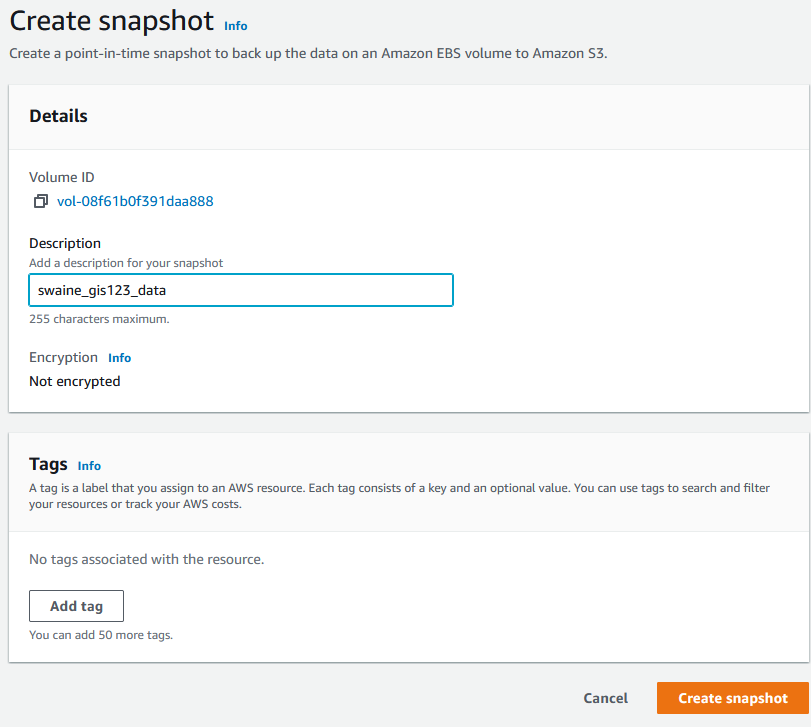 Create snapshot Info
Create a point-in-time snapshot to back up the data on an Amazon EBS volume to Amazon S3.
Details
Volume ID
vol-08f61b0f391daa888
Description
Add a description for your snapshot
swaine_gis123_data
255 characters maximum.
Encryption Info
Not encrypted
Tags Info
A tag is a label that you assign to an AWS resource. Each tag consists of a key and an optional value. You can use tags to search and filter
your resources or track your AWS costs.
No tags associated with the resource.
Add tag
You can add 50 more tags.
Cancel Create snapshot